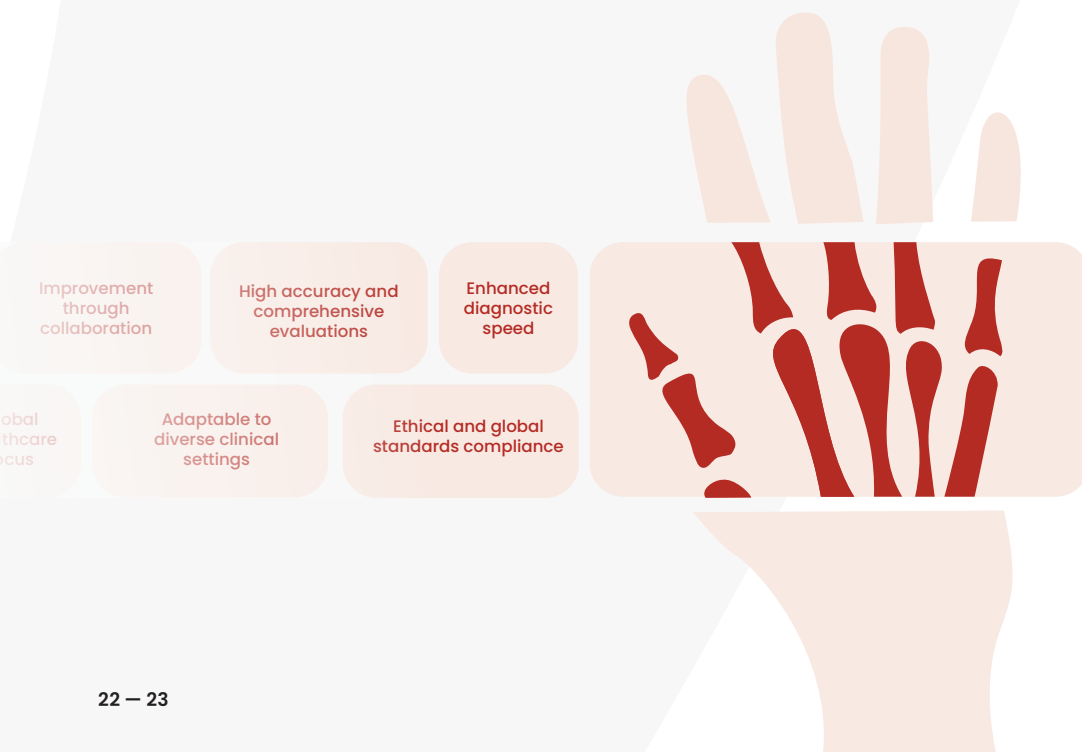 Improvement
through
collaboration
High accuracy and
comprehensive
evaluations
Enhanced
diagnostic
speed
Adaptable to
diverse clinical
settings
Ethical and global
standards compliance
22 — 23